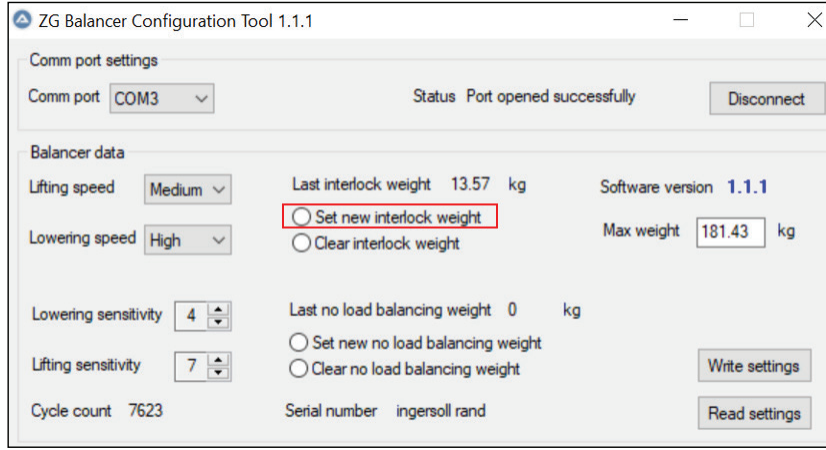 ZG Balancer Configuration Tool 1.1.1
Comm port settings
Comm port COM3 Status Port opened successfully Disconnect
Balancer data
Lifting speed Medium Last interlock weight 13.57 kg Software version 1.1.1
Set new interlock weight
Lowering speed High Clear interlock weight Max weight 181.43 kg
Lowering sensitivity 4 Last no load balancing weight 0 kg
Set new no load balancing weight
Lifting sensitivity 7 Clear no load balancing weight Write settings
Cycle count 7623 Serial number ingersoll rand Read settings